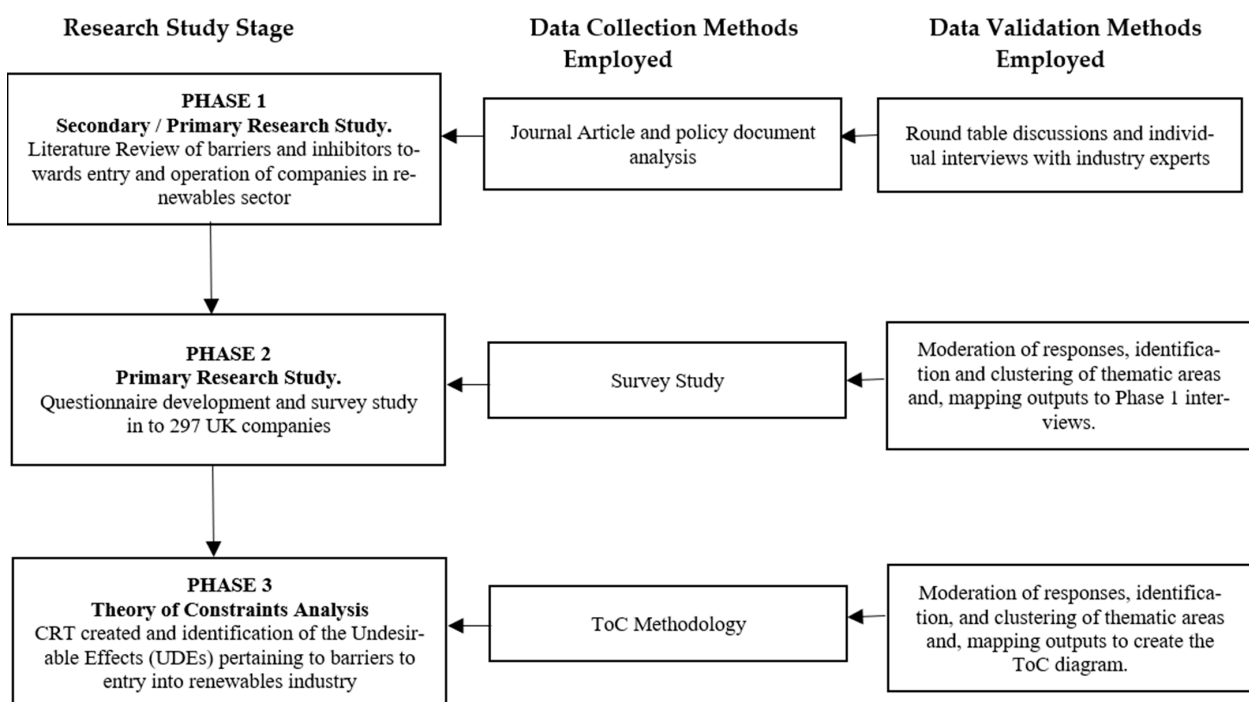 Research Study Stage
Data Collection Methods
Employed
Data Validation Methods
Employed
PHASE 1
Secondary / Primary Research Study.
Literature Review of barriers and inhibitors to-
wards entry and operation of companies in re-
newables sector
Journal Article and policy document
analysis
Round table discussions and individ-
ual interviews with industry experts
PHASE 2
Primary Research Study.
Questionnaire development and survey study
in to 297 UK companies
Survey Study
Moderation of responses, identifica-
tion and clustering of thematic areas
and, mapping outputs to Phase 1 inter-
views.
PHASE 3
Theory of Constraints Analysis
CRT created and identification of the Undesir-
able Effects (UDEs) pertaining to barriers to
entry into renewables industry
ToC Methodology
Moderation of responses, identifica-
tion, and clustering of thematic areas
and, mapping outputs to create the
ToC diagram.